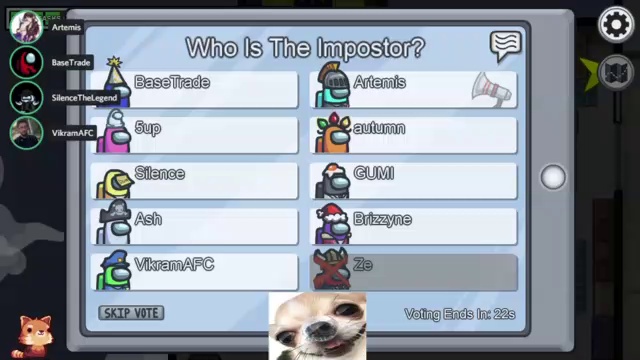 Artemis
BaseTrade
SilenceTheLegend
VikramAFC
Who Is The Impostor?
BaseTrade
Artemis
5up
autumn
Silence
GUMI
Ash
Brizzyne
VikramAFC
Ze
SKIP VOTE
Voting Ends In: 22s